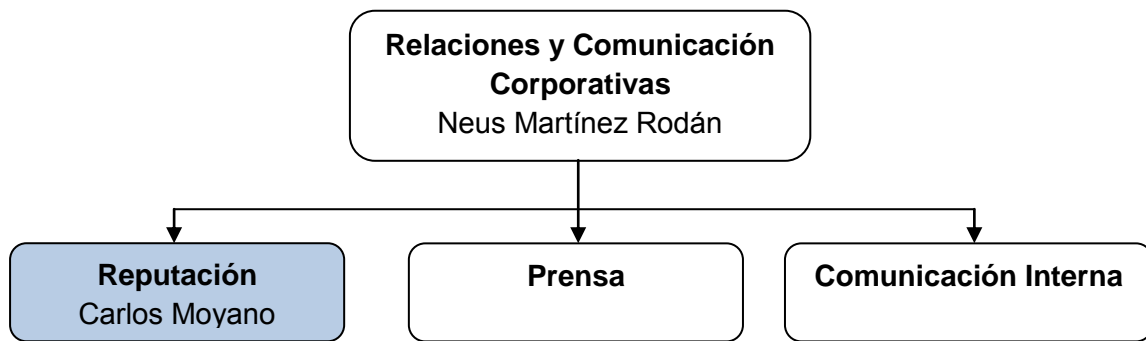 Relaciones y Comunicación
Corporativas
Neus Martínez Rodán
Reputación
Carlos Moyano
Prensa
Comunicación Interna